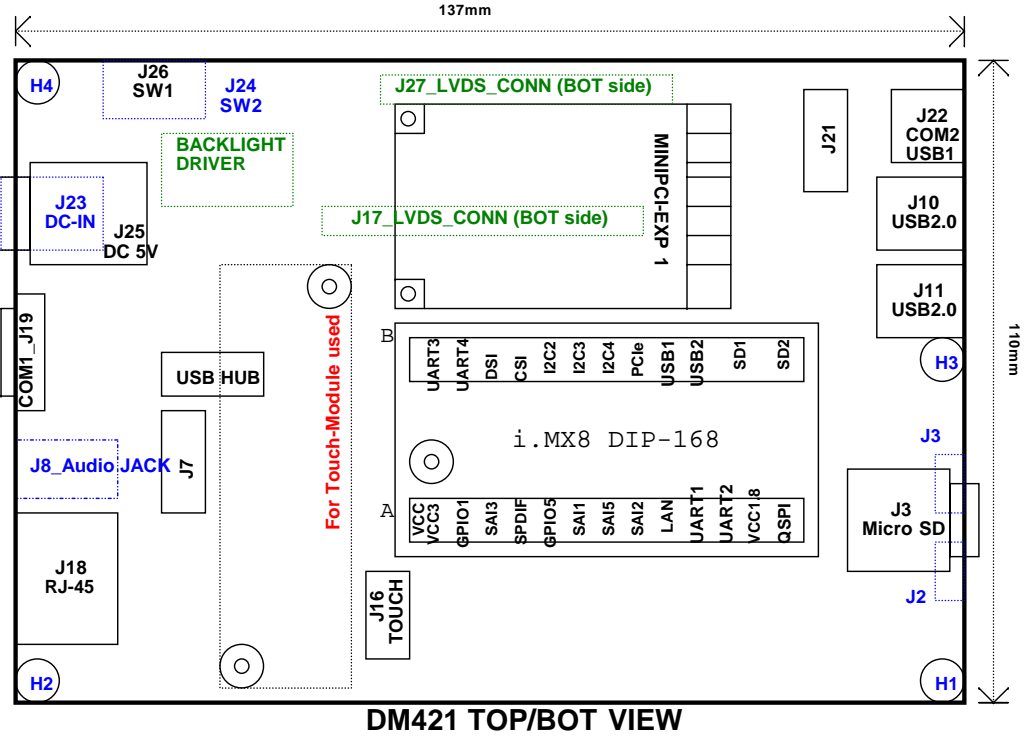 137mm
H4
J26
SW1
J24
SW2
J27_LVDS_CONN (BOT side)
BACKLIGHT
DRIVER
MINIPCI-EXP 1
J21
J22
COM2
USB1
J23
DC-IN
J25
DC 5V
J17_LVDS_CONN (BOT side)
J10
USB2.0
J11
USB2.0
COM1_J19
For Touch-Module used
B
UART3
UART4
DSI
CSI
I2C2
I2C3
I2C4
PCIe
USB1
USB2
SD1
SD2
H3
110mm
USB HUB
i.MX8 DIP-168
J8_Audio JACK
J7
J3
A
VCC
VCC3
GPIO1
SAI3
SPDIF
GPIO5
SAI1
SAI5
SAI2
LAN
UART1
UART2
VCC1.8
QSPI
J3
Micro SD
J18
RJ-45
J16
TOUCH
J2
H2
H1
DM421 TOP/BOT VIEW